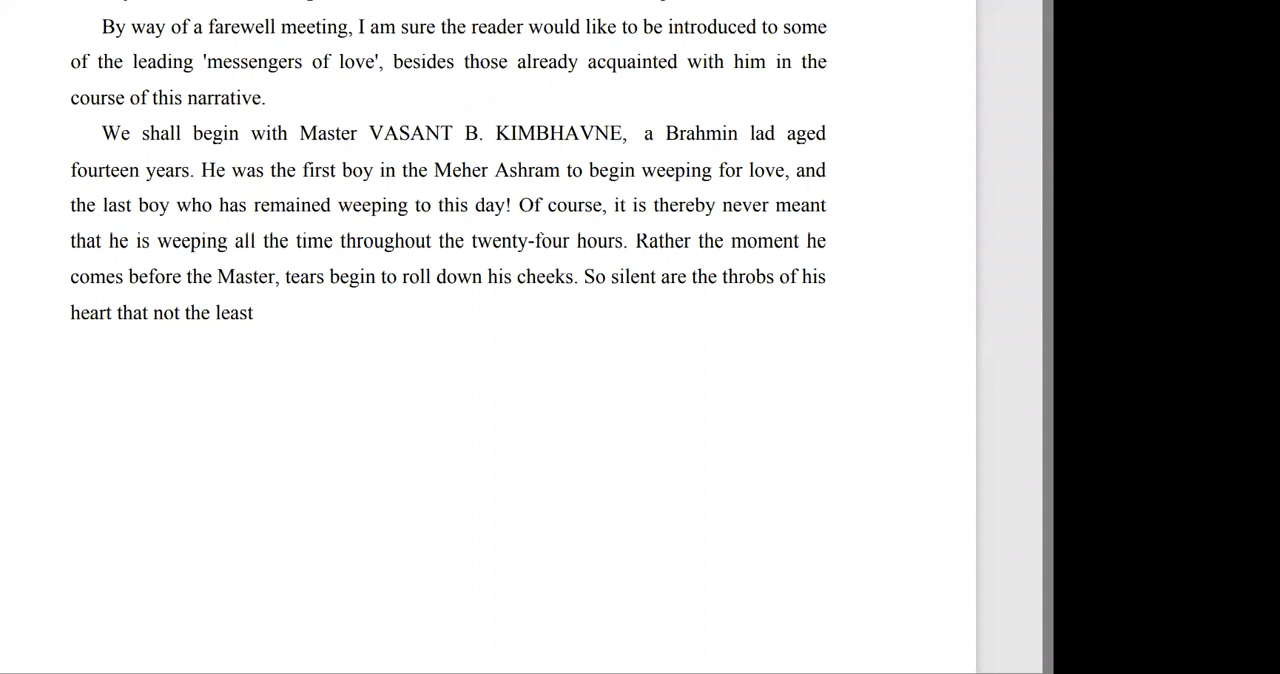 By way of a farewell meeting, I am sure the reader would like to be introduced to some
of the leading 'messengers of love', besides those already acquainted with him in the
course of this narrative.
We shall begin with Master VASANT B. KIMBHAVNE, a Brahmin lad aged
fourteen years. He was the first boy in the Meher Ashram to begin weeping for love, and
the last boy who has remained weeping to this day! Of course, it is thereby never meant
that he is weeping all the time throughout the twenty-four hours. Rather the moment he
comes before the Master, tears begin to roll down his cheeks. So silent are the throbs of his
heart that not the least